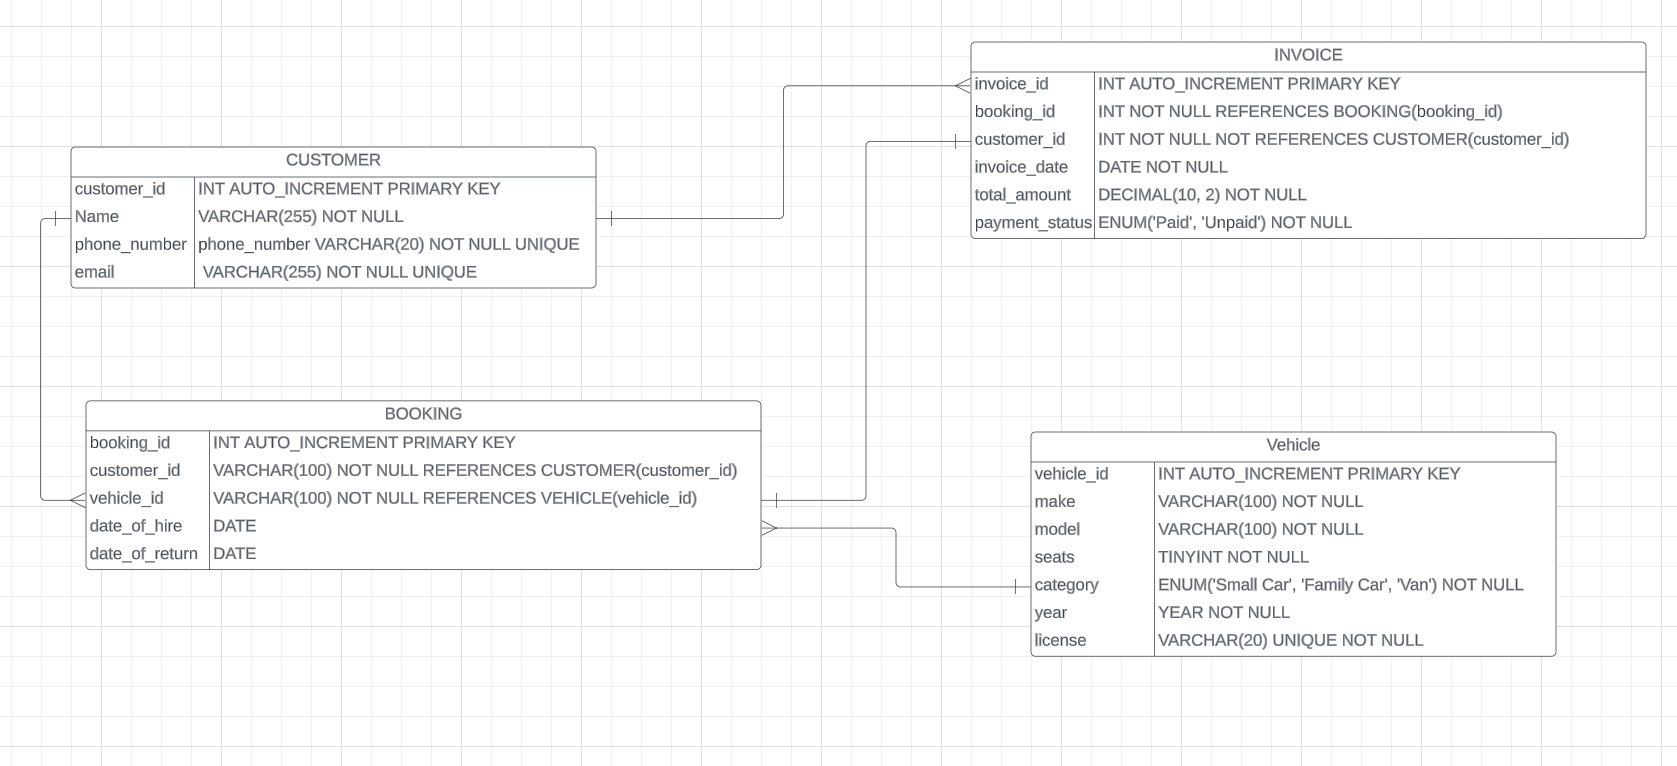 INVOICE
invoice_id INT AUTO_INCREMENT PRIMARY KEY
booking_id INT NOT NULL REFERENCES BOOKING(booking_id)
customer_id INT NOT NULL NOT REFERENCES CUSTOMER(customer_id)
invoice_date DATE NOT NULL
total_amount DECIMAL(10, 2) NOT NULL
payment_status ENUM('Paid', 'Unpaid') NOT NULL
CUSTOMER
customer_id INT AUTO_INCREMENT PRIMARY KEY
Name VARCHAR(255) NOT NULL
phone_number phone_number VARCHAR(20) NOT NULL UNIQUE
email VARCHAR(255) NOT NULL UNIQUE
BOOKING
booking_id INT AUTO_INCREMENT PRIMARY KEY
customer_id VARCHAR(100) NOT NULL REFERENCES CUSTOMER(customer_id)
vehicle_id VARCHAR(100) NOT NULL REFERENCES VEHICLE(vehicle_id)
date_of_hire DATE
date_of_return DATE
Vehicle
vehicle_id INT AUTO_INCREMENT PRIMARY KEY
make VARCHAR(100) NOT NULL
model VARCHAR(100) NOT NULL
seats TINYINT NOT NULL
category ENUM('Small Car', 'Family Car', 'Van') NOT NULL
year YEAR NOT NULL
license VARCHAR(20) UNIQUE NOT NULL